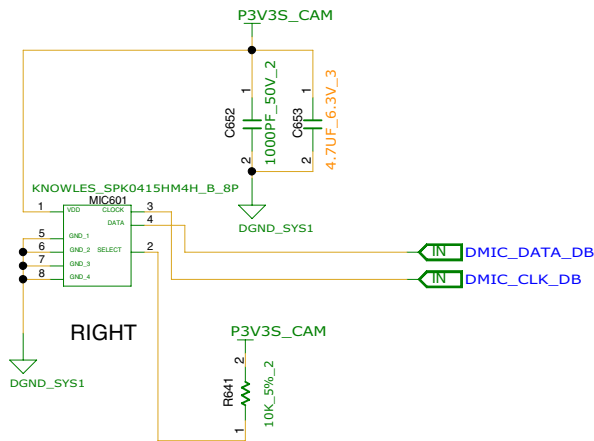 P3V3S_CAM
1
1
C652
1000PF_50V_2
C653
4.7UF_6.3V_3
2
2
DGND_SYS1
KNOWLES_SPK0415HM4H_B_8P
MIC601
1 VDD CLOCK 3
DATA 4
5 GND_1
6 GND_2 SELECT 2
7 GND_3
8 GND_4
IN DMIC_DATA_DB
IN DMIC_CLK_DB
RIGHT
DGND_SYS1
P3V3S_CAM
2
R641
10K_5%_2
1